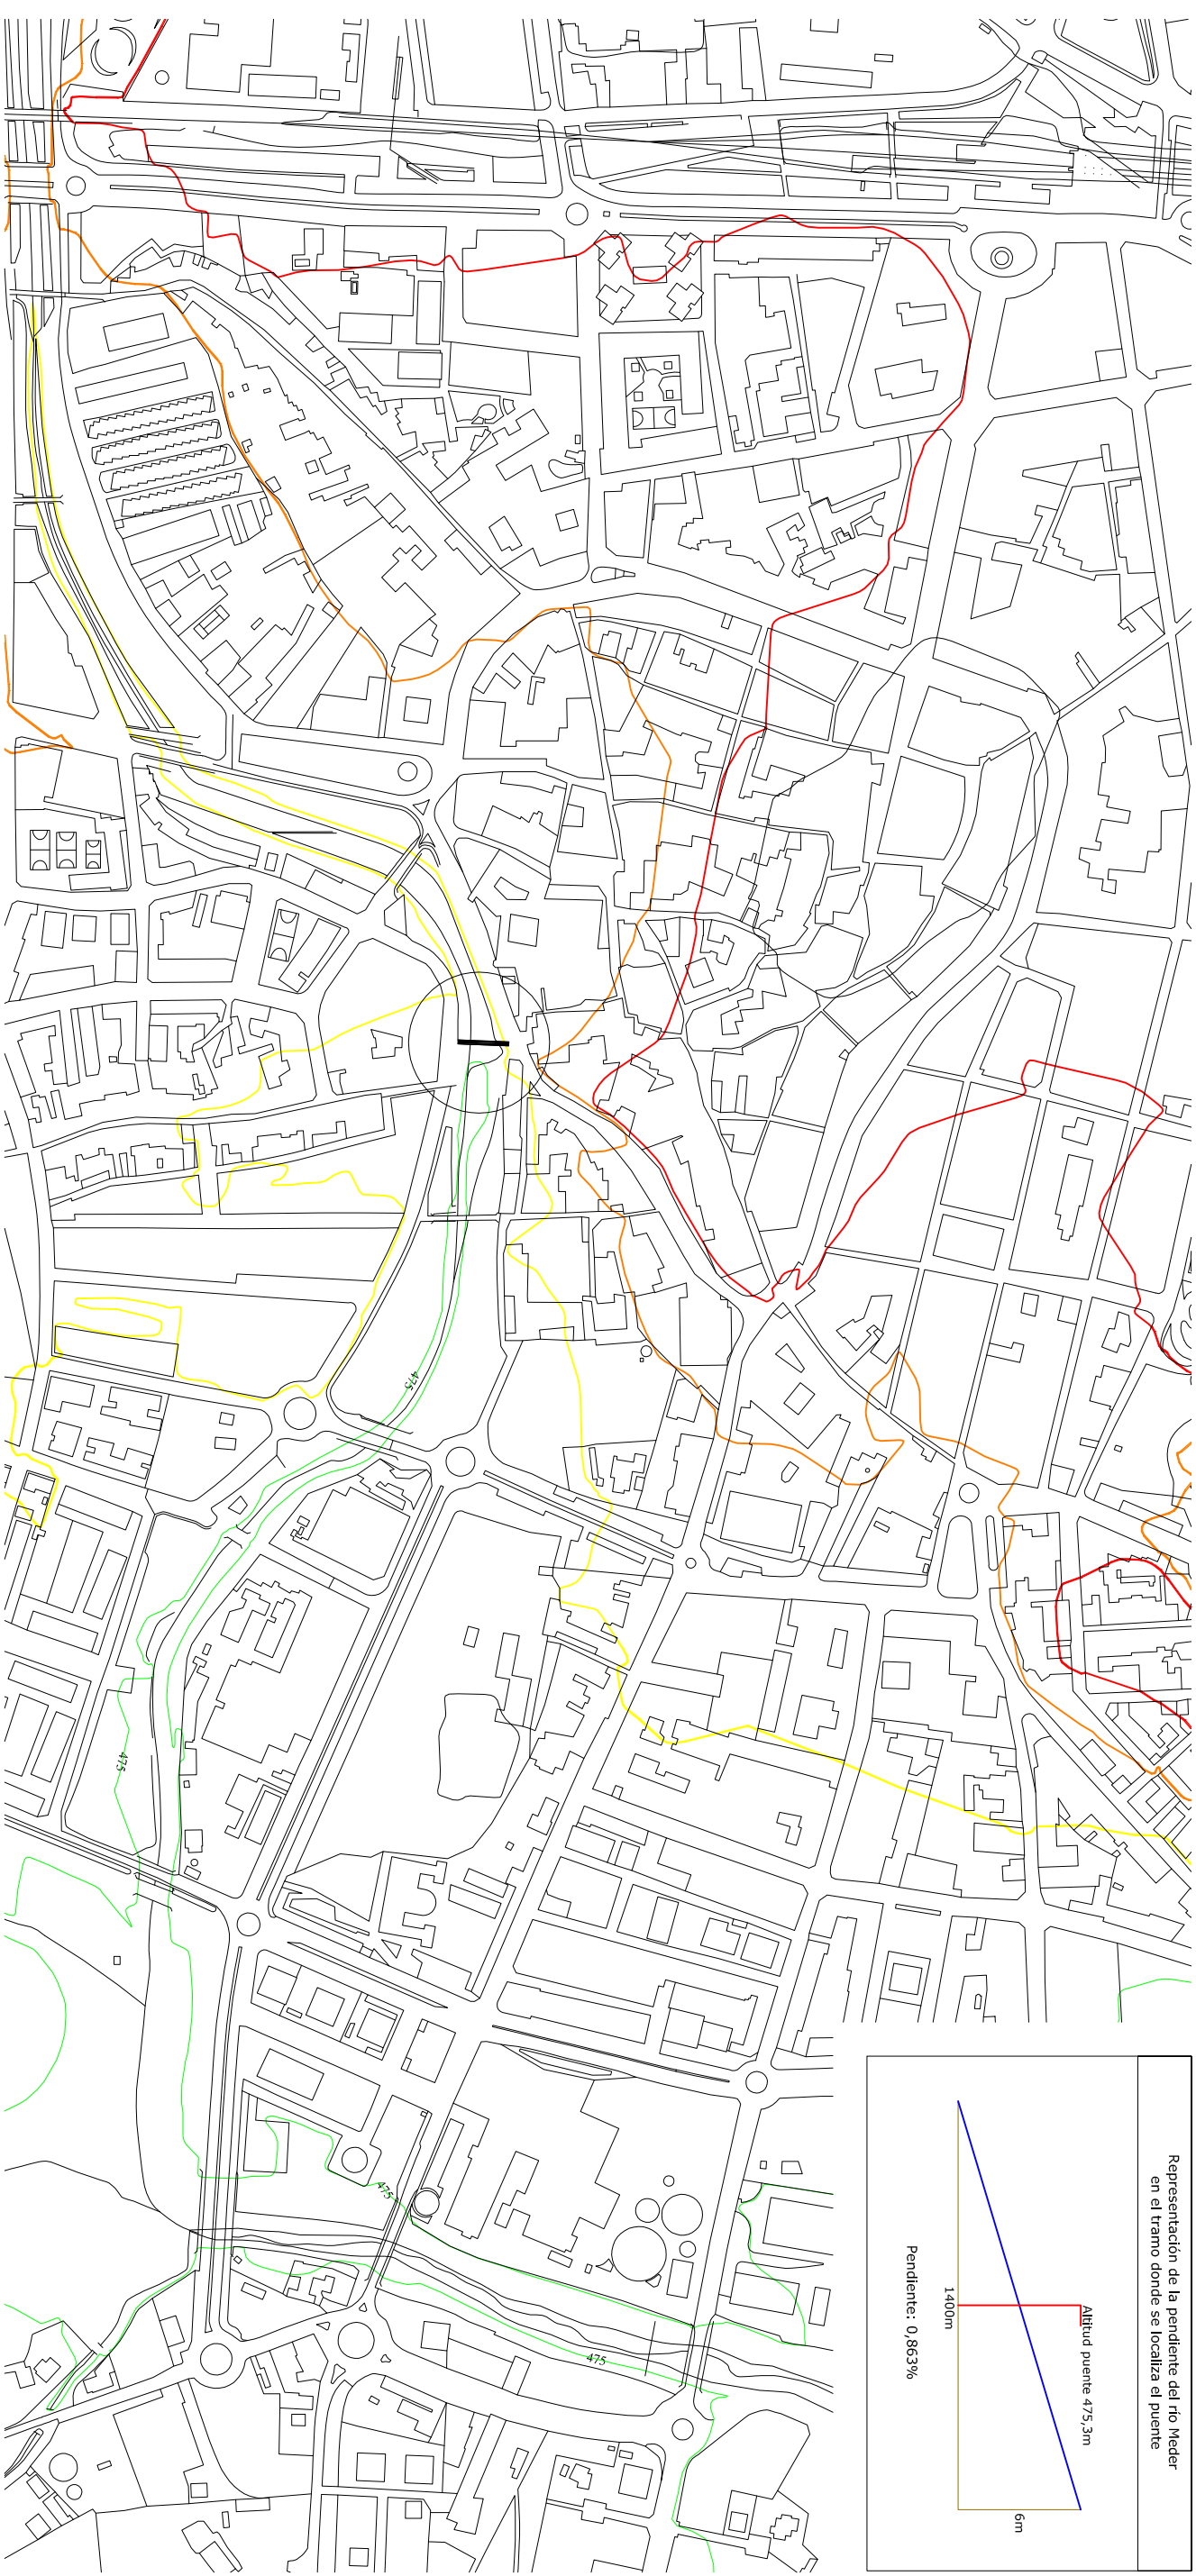 Representación de la pendiente del río Meder
en el tramo donde se localiza el puente
Altitud puente 475,3m
1400m
6m
Pendiente: 0,863%
475
475
475
475